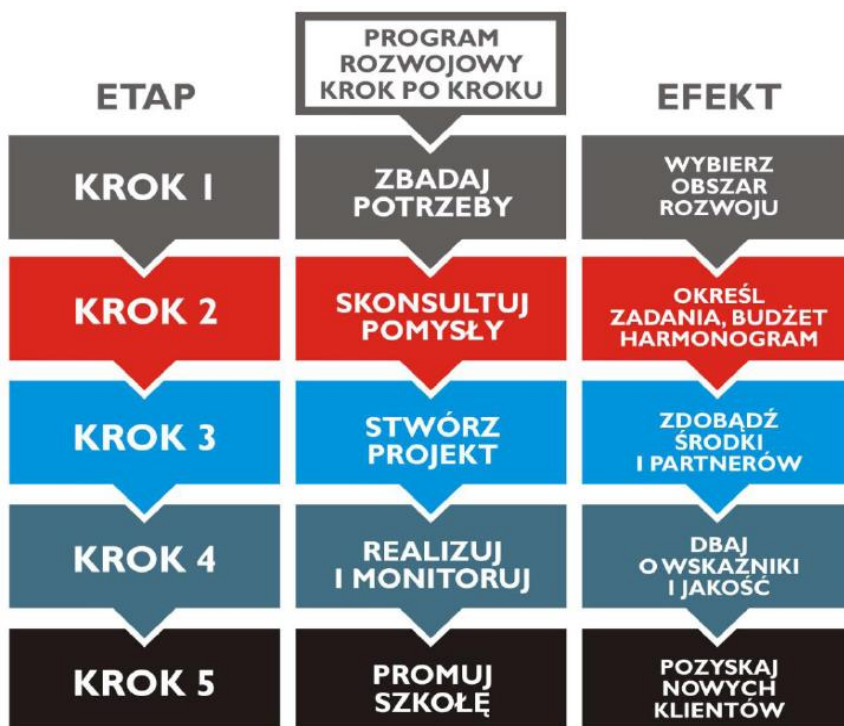 PROGRAM
ROZWOJOWY
KROK PO KROKU
ETAP
EFEKT
KROK 1
ZBADAJ
POTRZEBY
WYBIERZ
OBSZAR
ROZWOJU
KROK 2
SKONSULTUJ
POMYSŁY
OKREŚL
ZADANIA, BUDŻET
HARMONOGRAM
KROK 3
STWÓRZ
PROJEKT
ZDOBĄDŹ
ŚRODKI
I PARTNERÓW
KROK 4
REALIZUJ
I MONITORUJ
DBAJ
O WSKAŹNIKI
I JAKOŚĆ
KROK 5
PROMUJ
SZKOŁĘ
POZYSKAJ
NOWYCH
KLIENTÓW